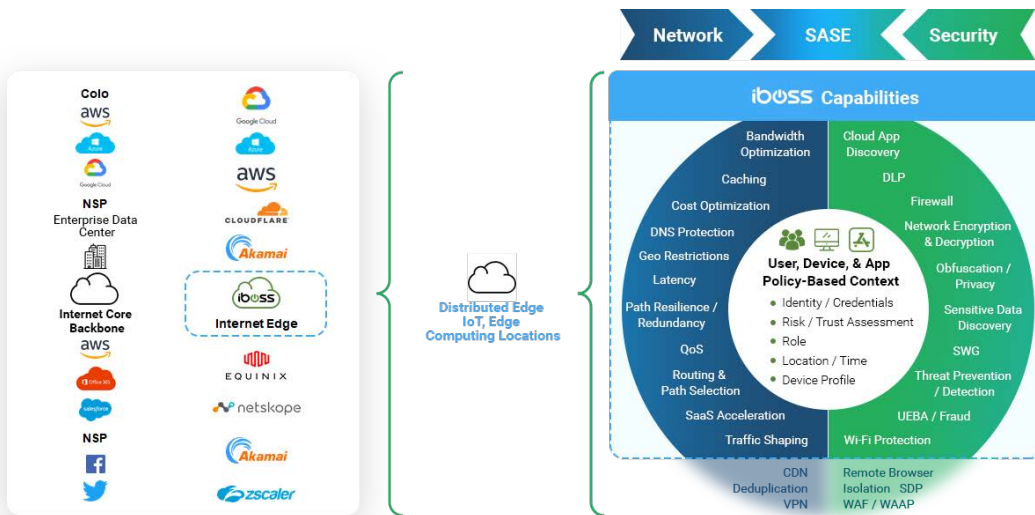 Network
SASE
Security
Colo
aws
Azure
Google Cloud
NSP
Enterprise Data
Center
Internet Core
Backbone
aws
Office 365
salesforce
NSP
Google Cloud
Azure
aws
CLOUDFLARE
Akamai
iboss
Internet Edge
EQUINIX
netskope
Akamai
zscaler
Distributed Edge
IoT, Edge
Computing Locations
iboss Capabilities
Bandwidth
Optimization
Caching
Cost Optimization
DNS Protection
Geo Restrictions
Latency
Path Resilience /
Redundancy
QoS
Routing &
Path Selection
SaaS Acceleration
Traffic Shaping
CDN
Deduplication
VPN
User, Device, & App
Policy-Based Context
• Identity / Credentials
• Risk / Trust Assessment
• Role
• Location / Time
• Device Profile
Cloud App
Discovery
DLP
Firewall
Network Encryption
& Decryption
Obfuscation /
Privacy
Sensitive Data
Discovery
SWG
Threat Prevention
/ Detection
UEBA / Fraud
Wi-Fi Protection
Remote Browser
Isolation SDP
WAF / WAAP